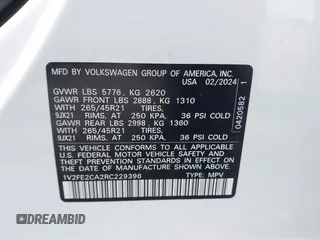 MFD BY VOLKSWAGEN GROUP OF AMERICA, INC.
USA 02/2024
GVWR LBS 5776, KG 2620
GAWR FRONT LBS 2888, KG 1310
WITH 265/45R21 TIRES,
9JX21 RIMS, AT 250 KPA. 36 PSI COLD
GAWR REAR LBS 2998, KG 1360
WITH 265/45R21 TIRES,
9JX21 RIMS, AT 250 KPA. 36 PSI COLD
THIS VEHICLE CONFORMS TO ALL APPLICABLE
U.S. FEDERAL MOTOR VEHICLE SAFETY AND THEFT
PREVENTION STANDARDS IN EFFECT ON THE DATE
OF MANUFACTURE SHOWN ABOVE
1V2FE2CA2RC229396 TYPE: MPV
0420582 1
DREAMBID